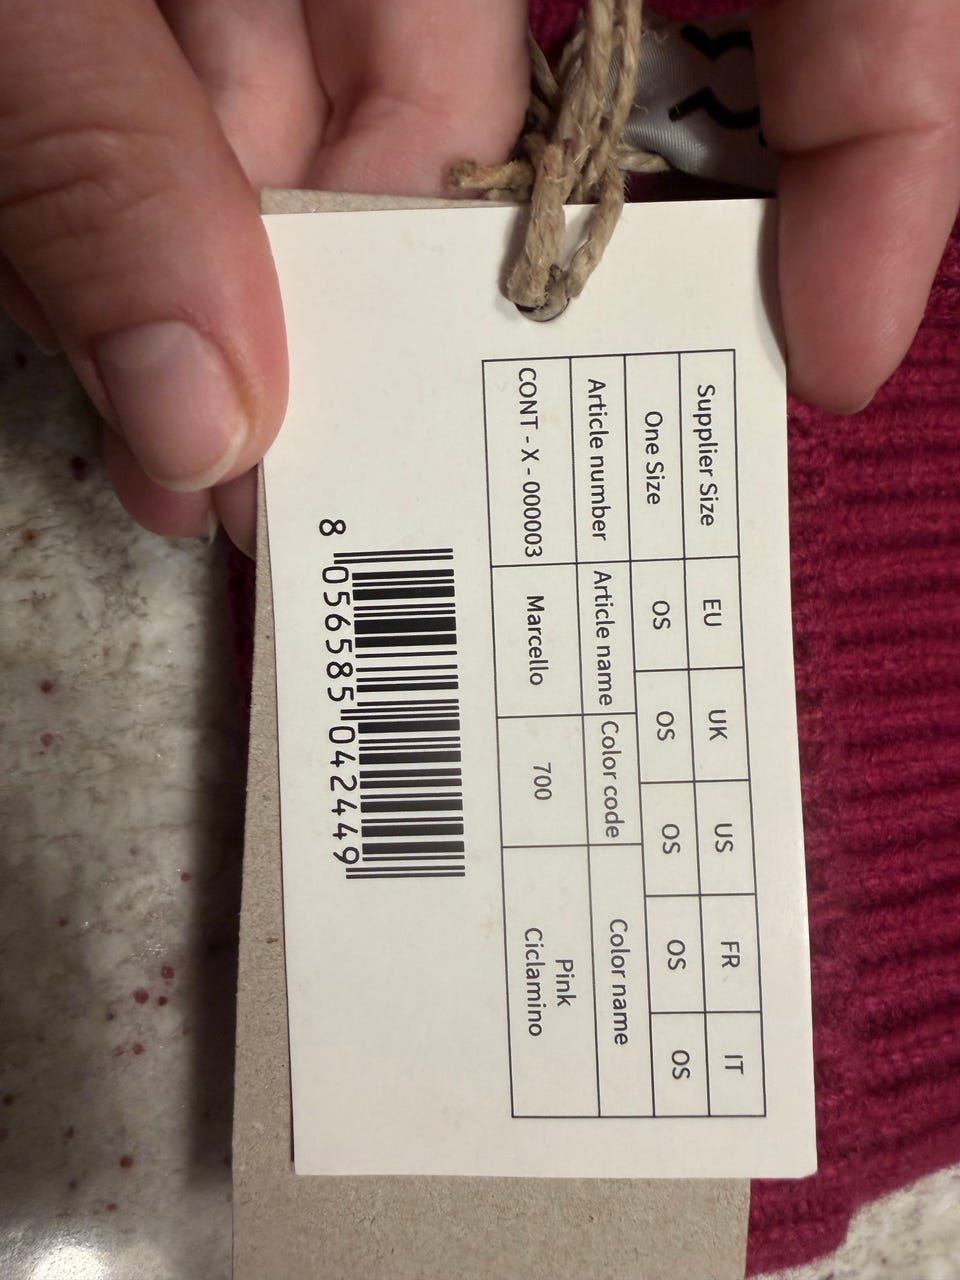 Supplier Size EU UK US FR IT
One Size OS OS OS OS OS
Article number Article name Color code Color name
CONT - X - 000003 Marcello 700 Pink
Ciclamino
8 056585 042449